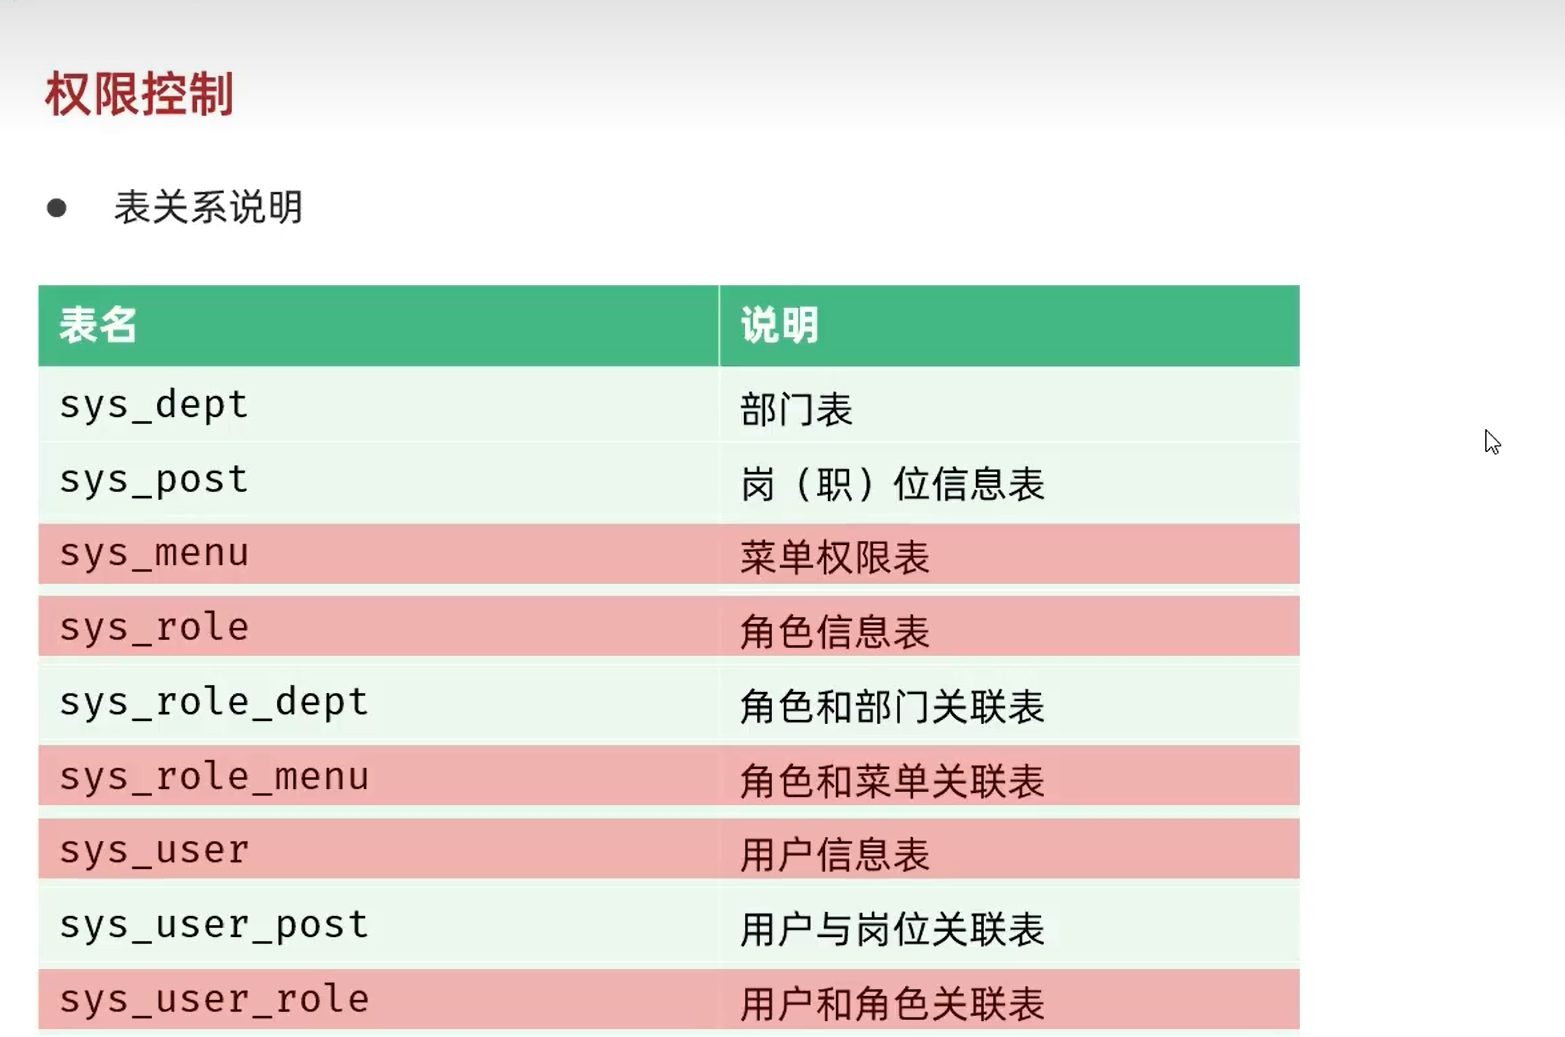 权限控制
表关系说明
表名 说明
sys_dept 部门表
sys_post 岗（职）位信息表
sys_menu 菜单权限表
sys_role 角色信息表
sys_role_dept 角色和部门关联表
sys_role_menu 角色和菜单关联表
sys_user 用户信息表
sys_user_post 用户与岗位关联表
sys_user_role 用户和角色关联表